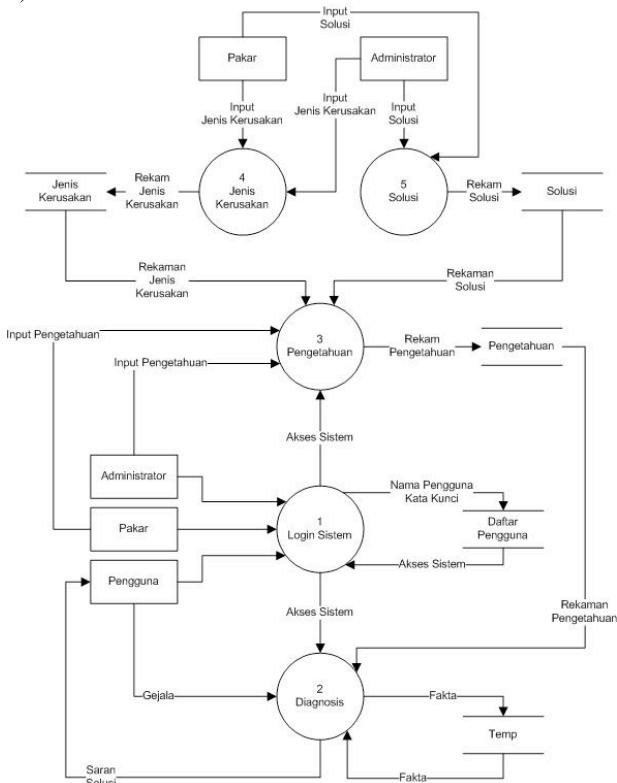 )
Input
Solusi
Pakar
Administrator
Input
Jenis Kerusakan
Input
Jenis Kerusakan
Input
Solusi
Jenis
Kerusakan
Rekam
Jenis
Kerusakan
4
Jenis
Kerusakan
5
Solusi
Rekam
Solusi
Solusi
Rekaman
Jenis
Kerusakan
Rekaman
Solusi
Input Pengetahuan
Input Pengetahuan
3
Pengetahuan
Rekam
Pengetahuan
Pengetahuan
Akses Sistem
Administrator
Pakar
Pengguna
1
Login Sistem
Nama Pengguna
Kata Kunci
Daftar
Pengguna
Akses Sistem
Akses Sistem
Rekaman
Pengetahuan
Gejala
2
Diagnosis
Fakta
Temp
Fakta
Saran
Solusi